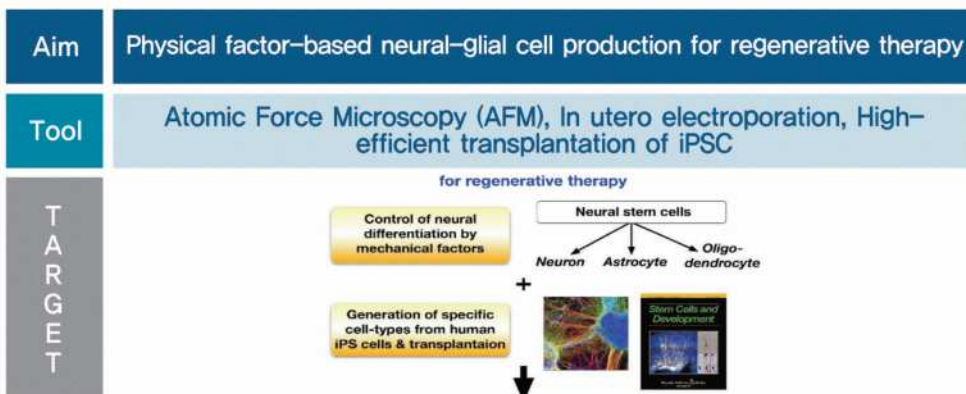 Aim
Physical factor-based neural-glial cell production for regenerative therapy
Tool
Atomic Force Microscopy (AFM), In utero electroporation, High-
efficient transplantation of iPSC
TARGET
for regenerative therapy
Control of neural
differentiation by
mechanical factors
Neural stem cells
Neuron
Astrocyte
Oligo-
dendrocyte
+
Generation of specific
cell-types from human
iPS cells & transplantaion
Stem Cells and
Development